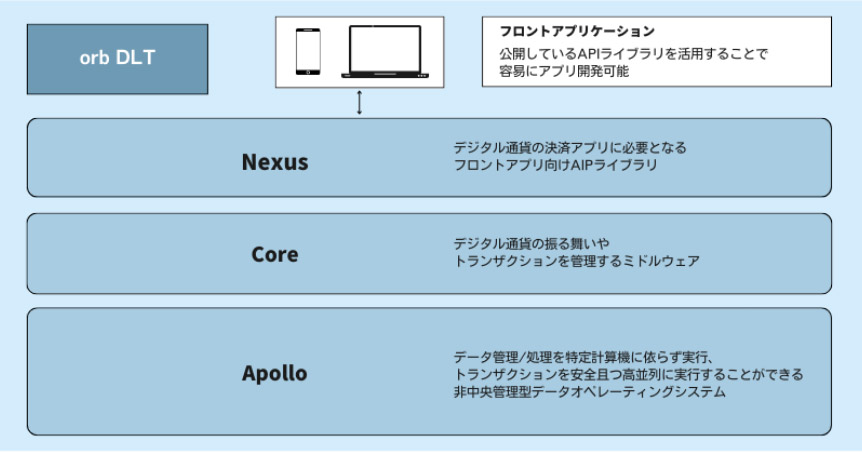 orb DLT
フロントアプリケーション
公開しているAPIライブラリを活用することで
容易にアプリ開発可能
Nexus
デジタル通貨の決済アプリに必要となる
フロントアプリ向けAIPライブラリ
Core
デジタル通貨の振る舞いや
トランザクションを管理するミドルウェア
Apollo
データ管理/処理を特定計算機に依らず実行、
トランザクションを安全且つ高並列に実行することができる
非中央管理型データオペレーティングシステム